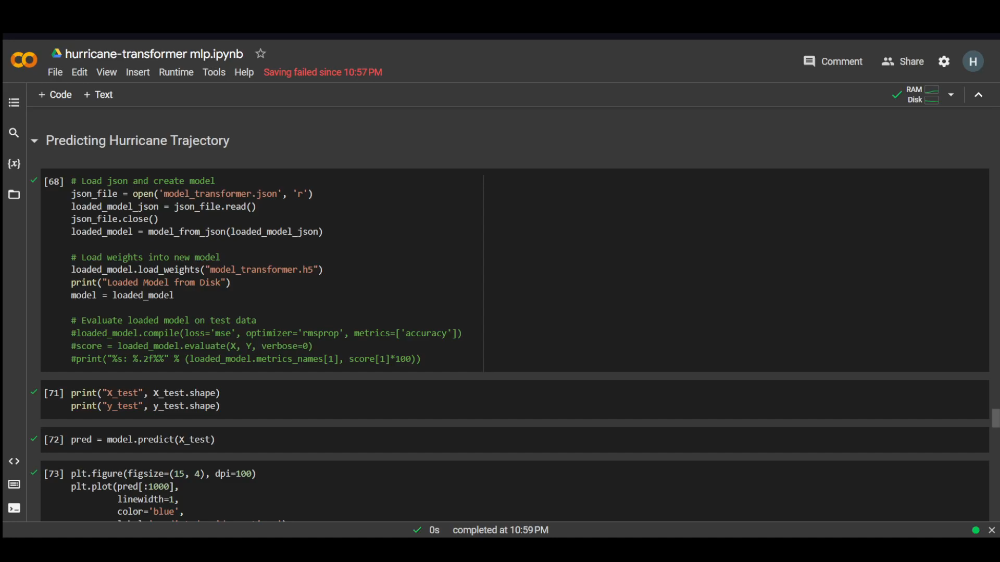 hurricane-transformer mlp.ipynb
File Edit View Insert Runtime Tools Help Saving failed since 10:57 PM
Comment Share H
+ Code + Text
RAM
Disk
{x}
Predicting Hurricane Trajectory
[68] # Load json and create model
json_file = open('model_transformer.json', 'r')
loaded_model_json = json_file.read()
json_file.close()
loaded_model = model_from_json(loaded_model_json)
# Load weights into new model
loaded_model.load_weights("model_transformer.h5")
print("Loaded Model from Disk")
model = loaded_model
# Evaluate loaded model on test data
#loaded_model.compile(loss='mse', optimizer='rmsprop', metrics=['accuracy'])
#score = loaded_model.evaluate(X, Y, verbose=0)
#print("%s: %.2f%%" % (loaded_model.metrics_names[1], score[1]*100))
[71] print("X_test", X_test.shape)
print("y_test", y_test.shape)
[72] pred = model.predict(X_test)
[73] plt.figure(figsize=(15, 4), dpi=100)
plt.plot(pred[:1000],
linewidth=1,
color='blue',
0s completed at 10:59 PM